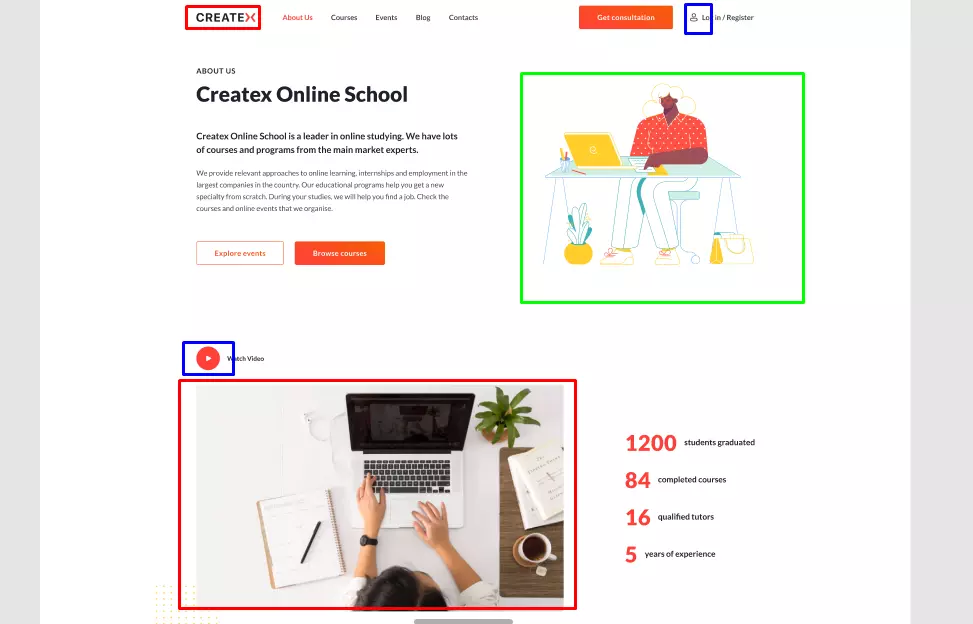 CREATEX
About Us
Courses
Events
Blog
Contacts
Get consultation
Log in / Register
ABOUT US
Createx Online School
Createx Online School is a leader in online studying. We have lots
of courses and programs from the main market experts.
We provide relevant approaches to online learning, internships and employment in the
largest companies in the country. Our educational programs help you get a new
specialty from scratch. During your studies, we will help you find a job. Check the
courses and online events that we organise.
Explore events
Browse courses
Watch Video
1200 students graduated
84 completed courses
16 qualified tutors
5 years of experience